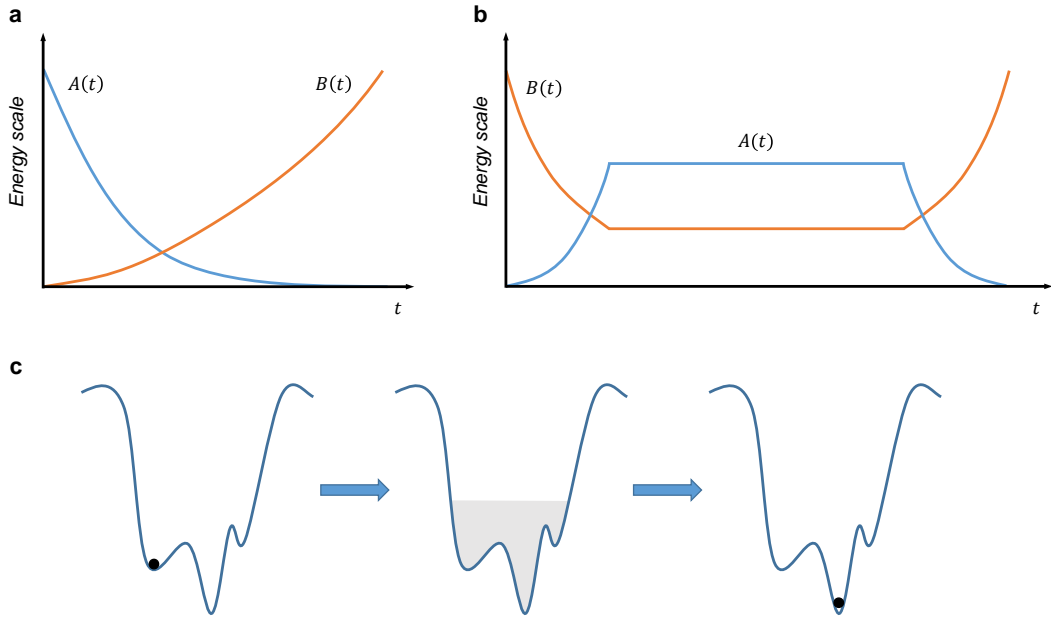 a
A(t)
B(t)
Energy scale
t
b
B(t)
A(t)
Energy scale
t
c